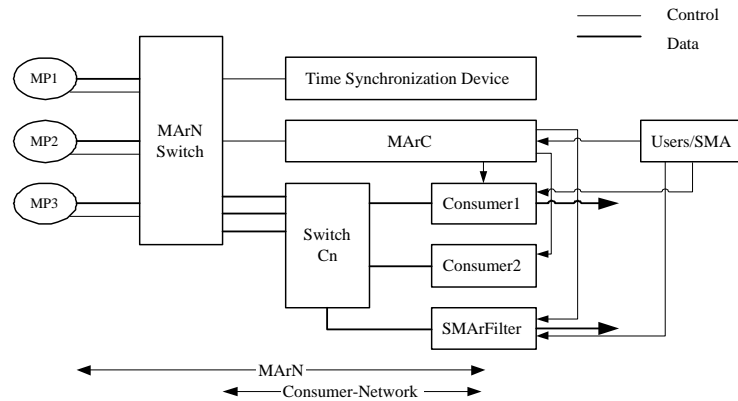 Control
Data
MP1
Time Synchronization Device
MArN
Switch
MP2
MArC
Users/SMA
MP3
Consumer1
Switch
Cn
Consumer2
SMArFilter
MArN
Consumer-Network